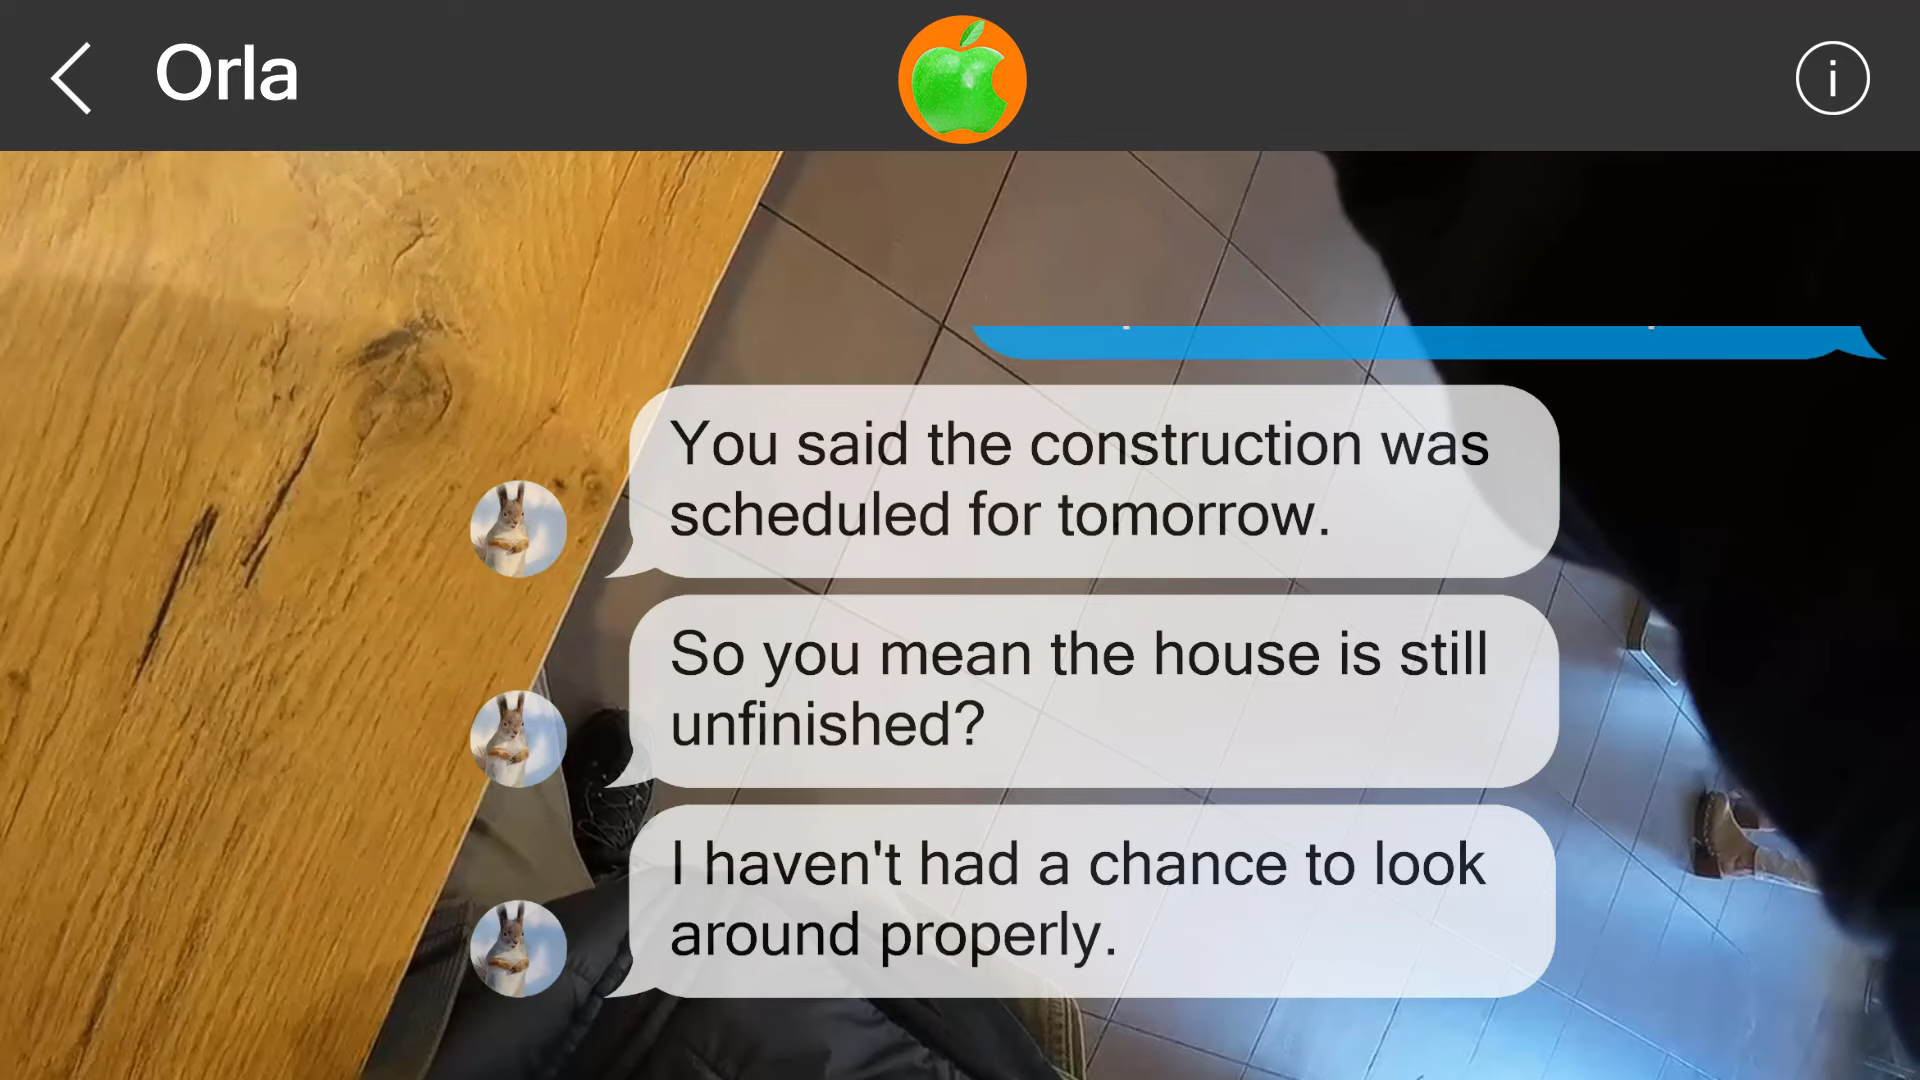 Orla
You said the construction was
scheduled for tomorrow.
So you mean the house is still
unfinished?
I haven't had a chance to look
around properly.